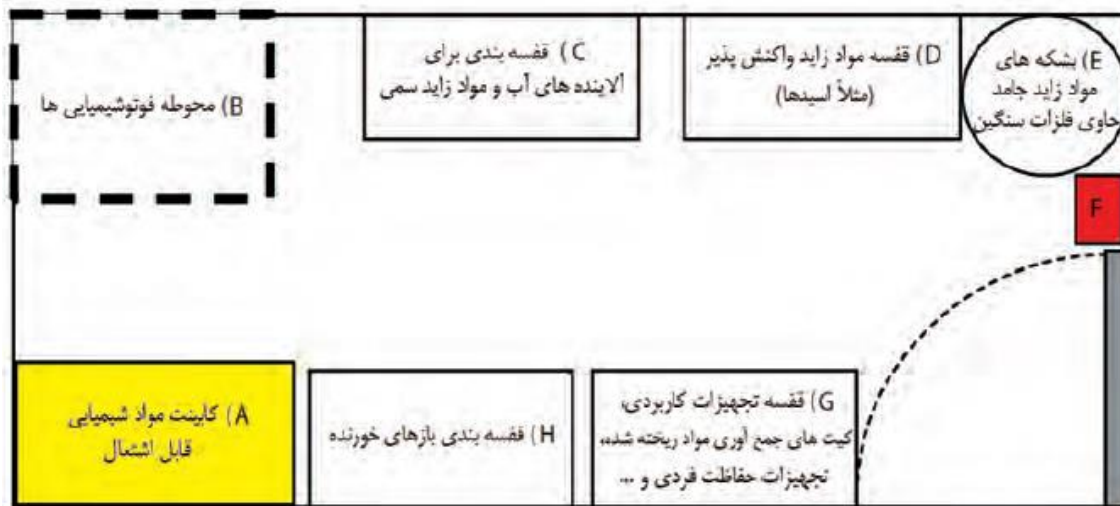 B) محوطه فوتوشیمیایی ها
C) قفسه بندی برای
آلاینده های آب و مواد زاید سمی
D) قفسه مواد زاید واکنش پذیر
(مثلاً اسیدها)
E) بشکه های
مواد زاید جامد
حاوی فلزات سنگین
F
A) کابینت مواد شیمیایی
قابل اشتعال
H) قفسه بندی بازهای خورنده
G) قفسه تجهیزات کاربردی،
کیت های جمع آوری مواد ریخته شده،
تجهیزات حفاظت فردی و ...